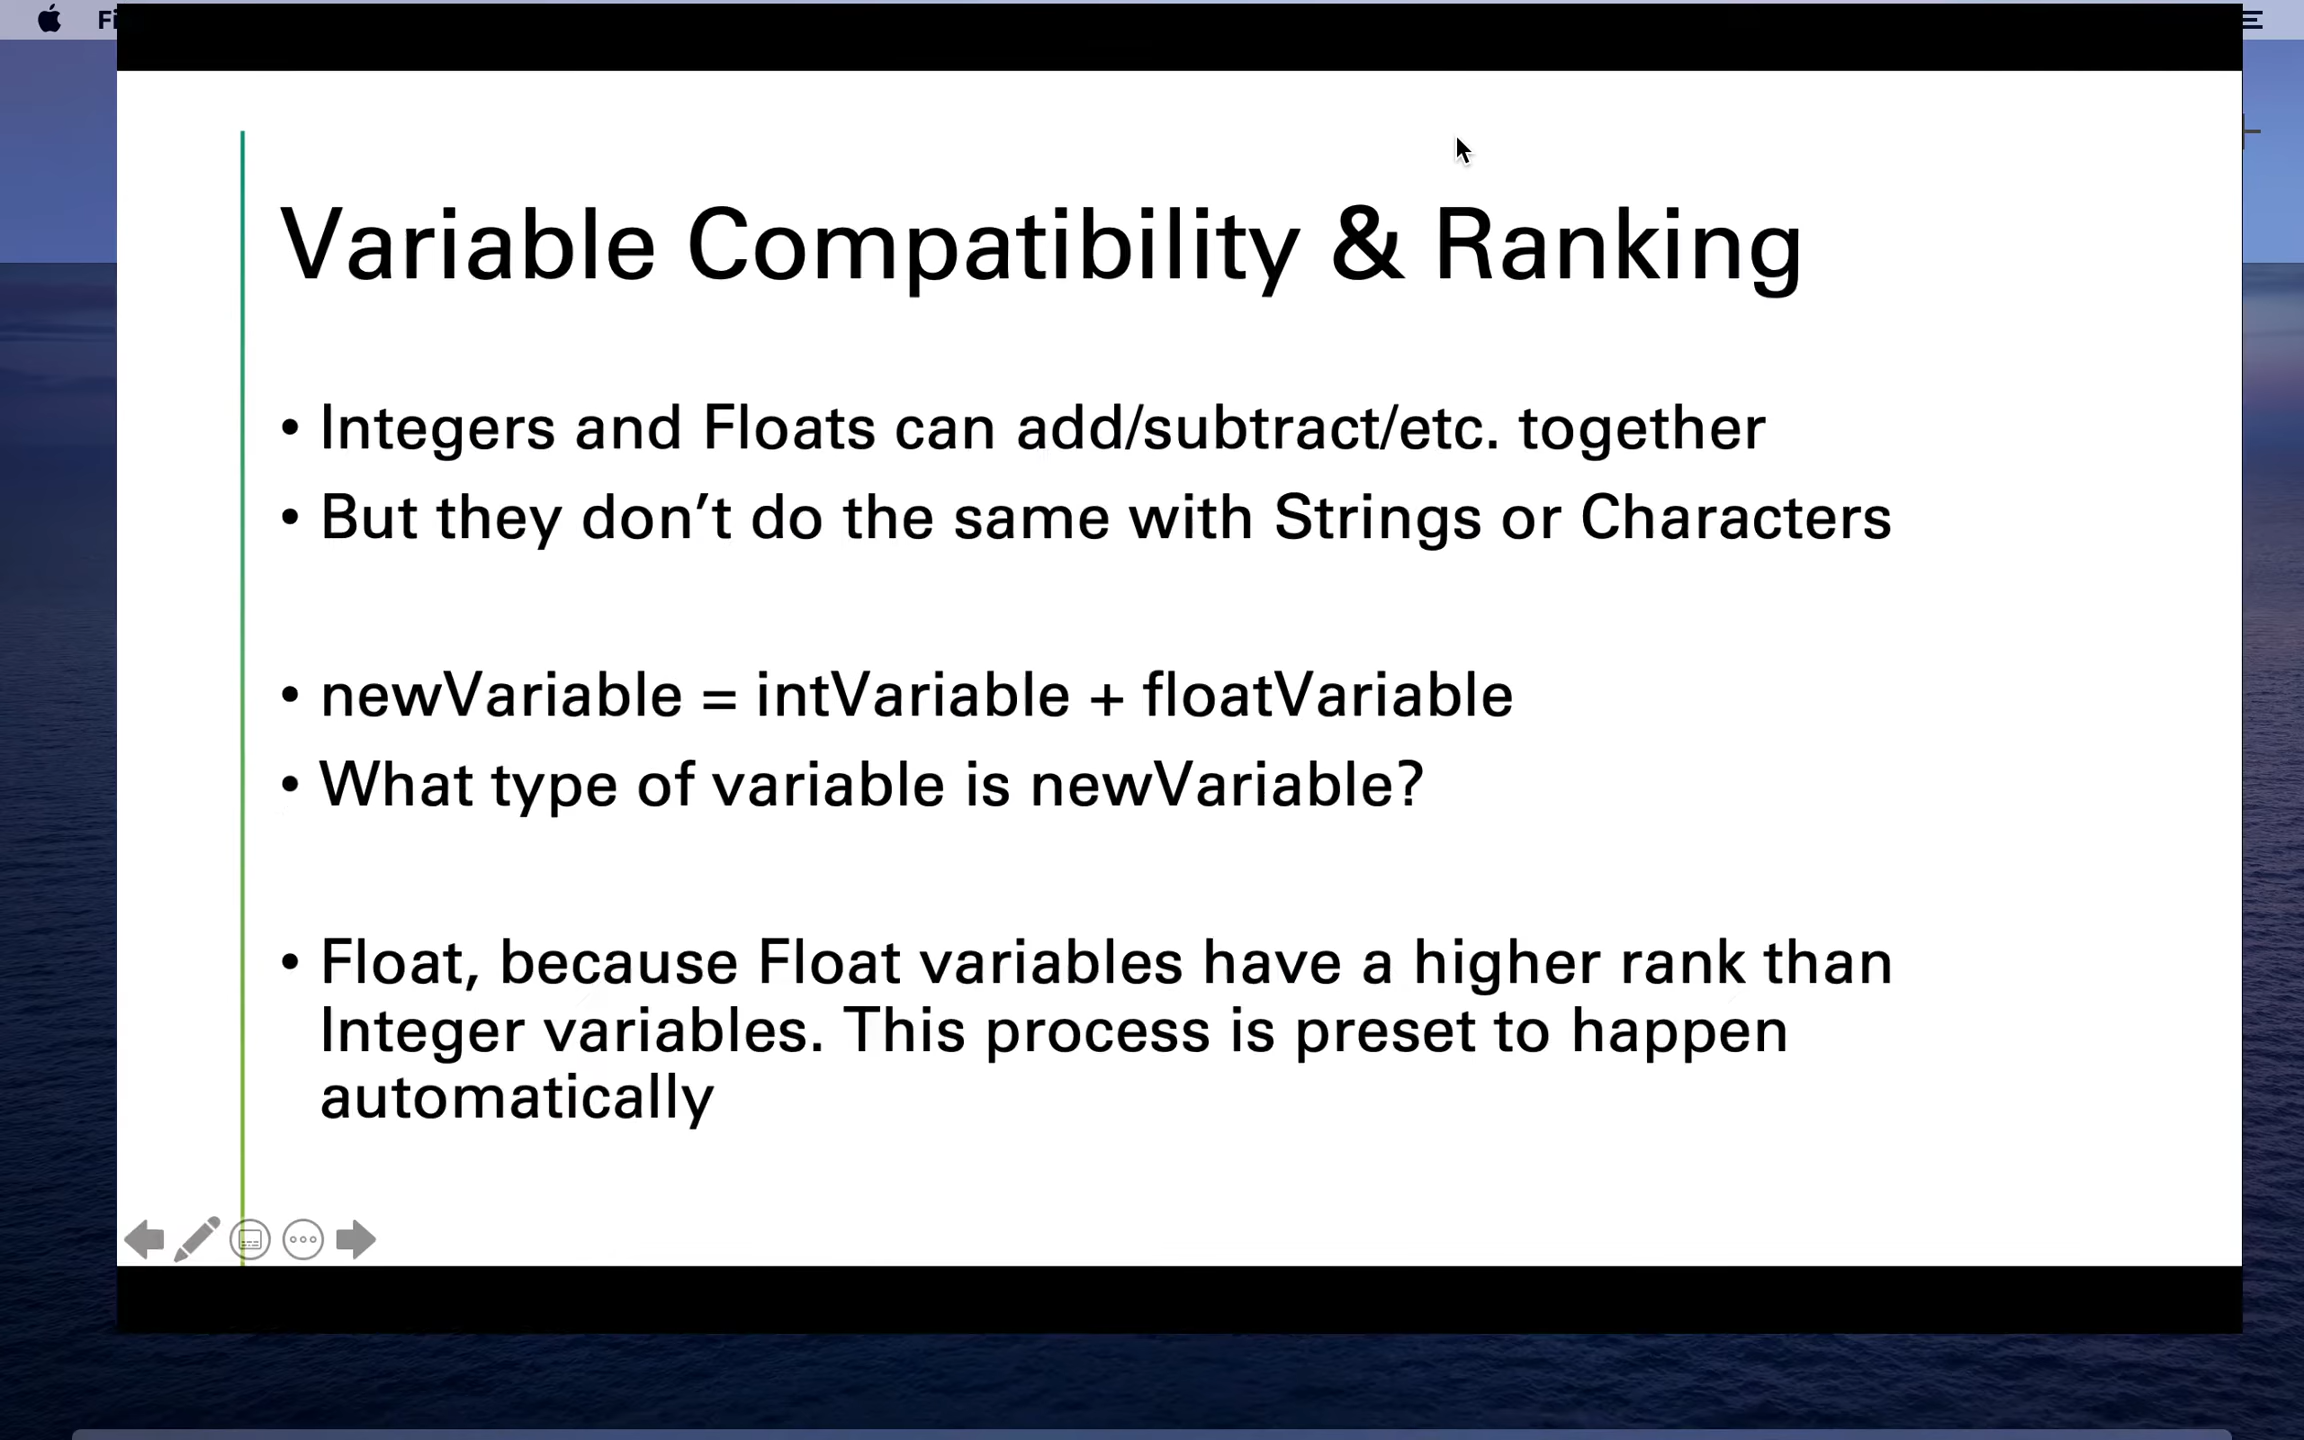 Fi
Variable Compatibility & Ranking
• Integers and Floats can add/subtract/etc. together
• But they don’t do the same with Strings or Characters
• newVariable = intVariable + floatVariable
• What type of variable is newVariable?
• Float, because Float variables have a higher rank than
Integer variables. This process is preset to happen
automatically